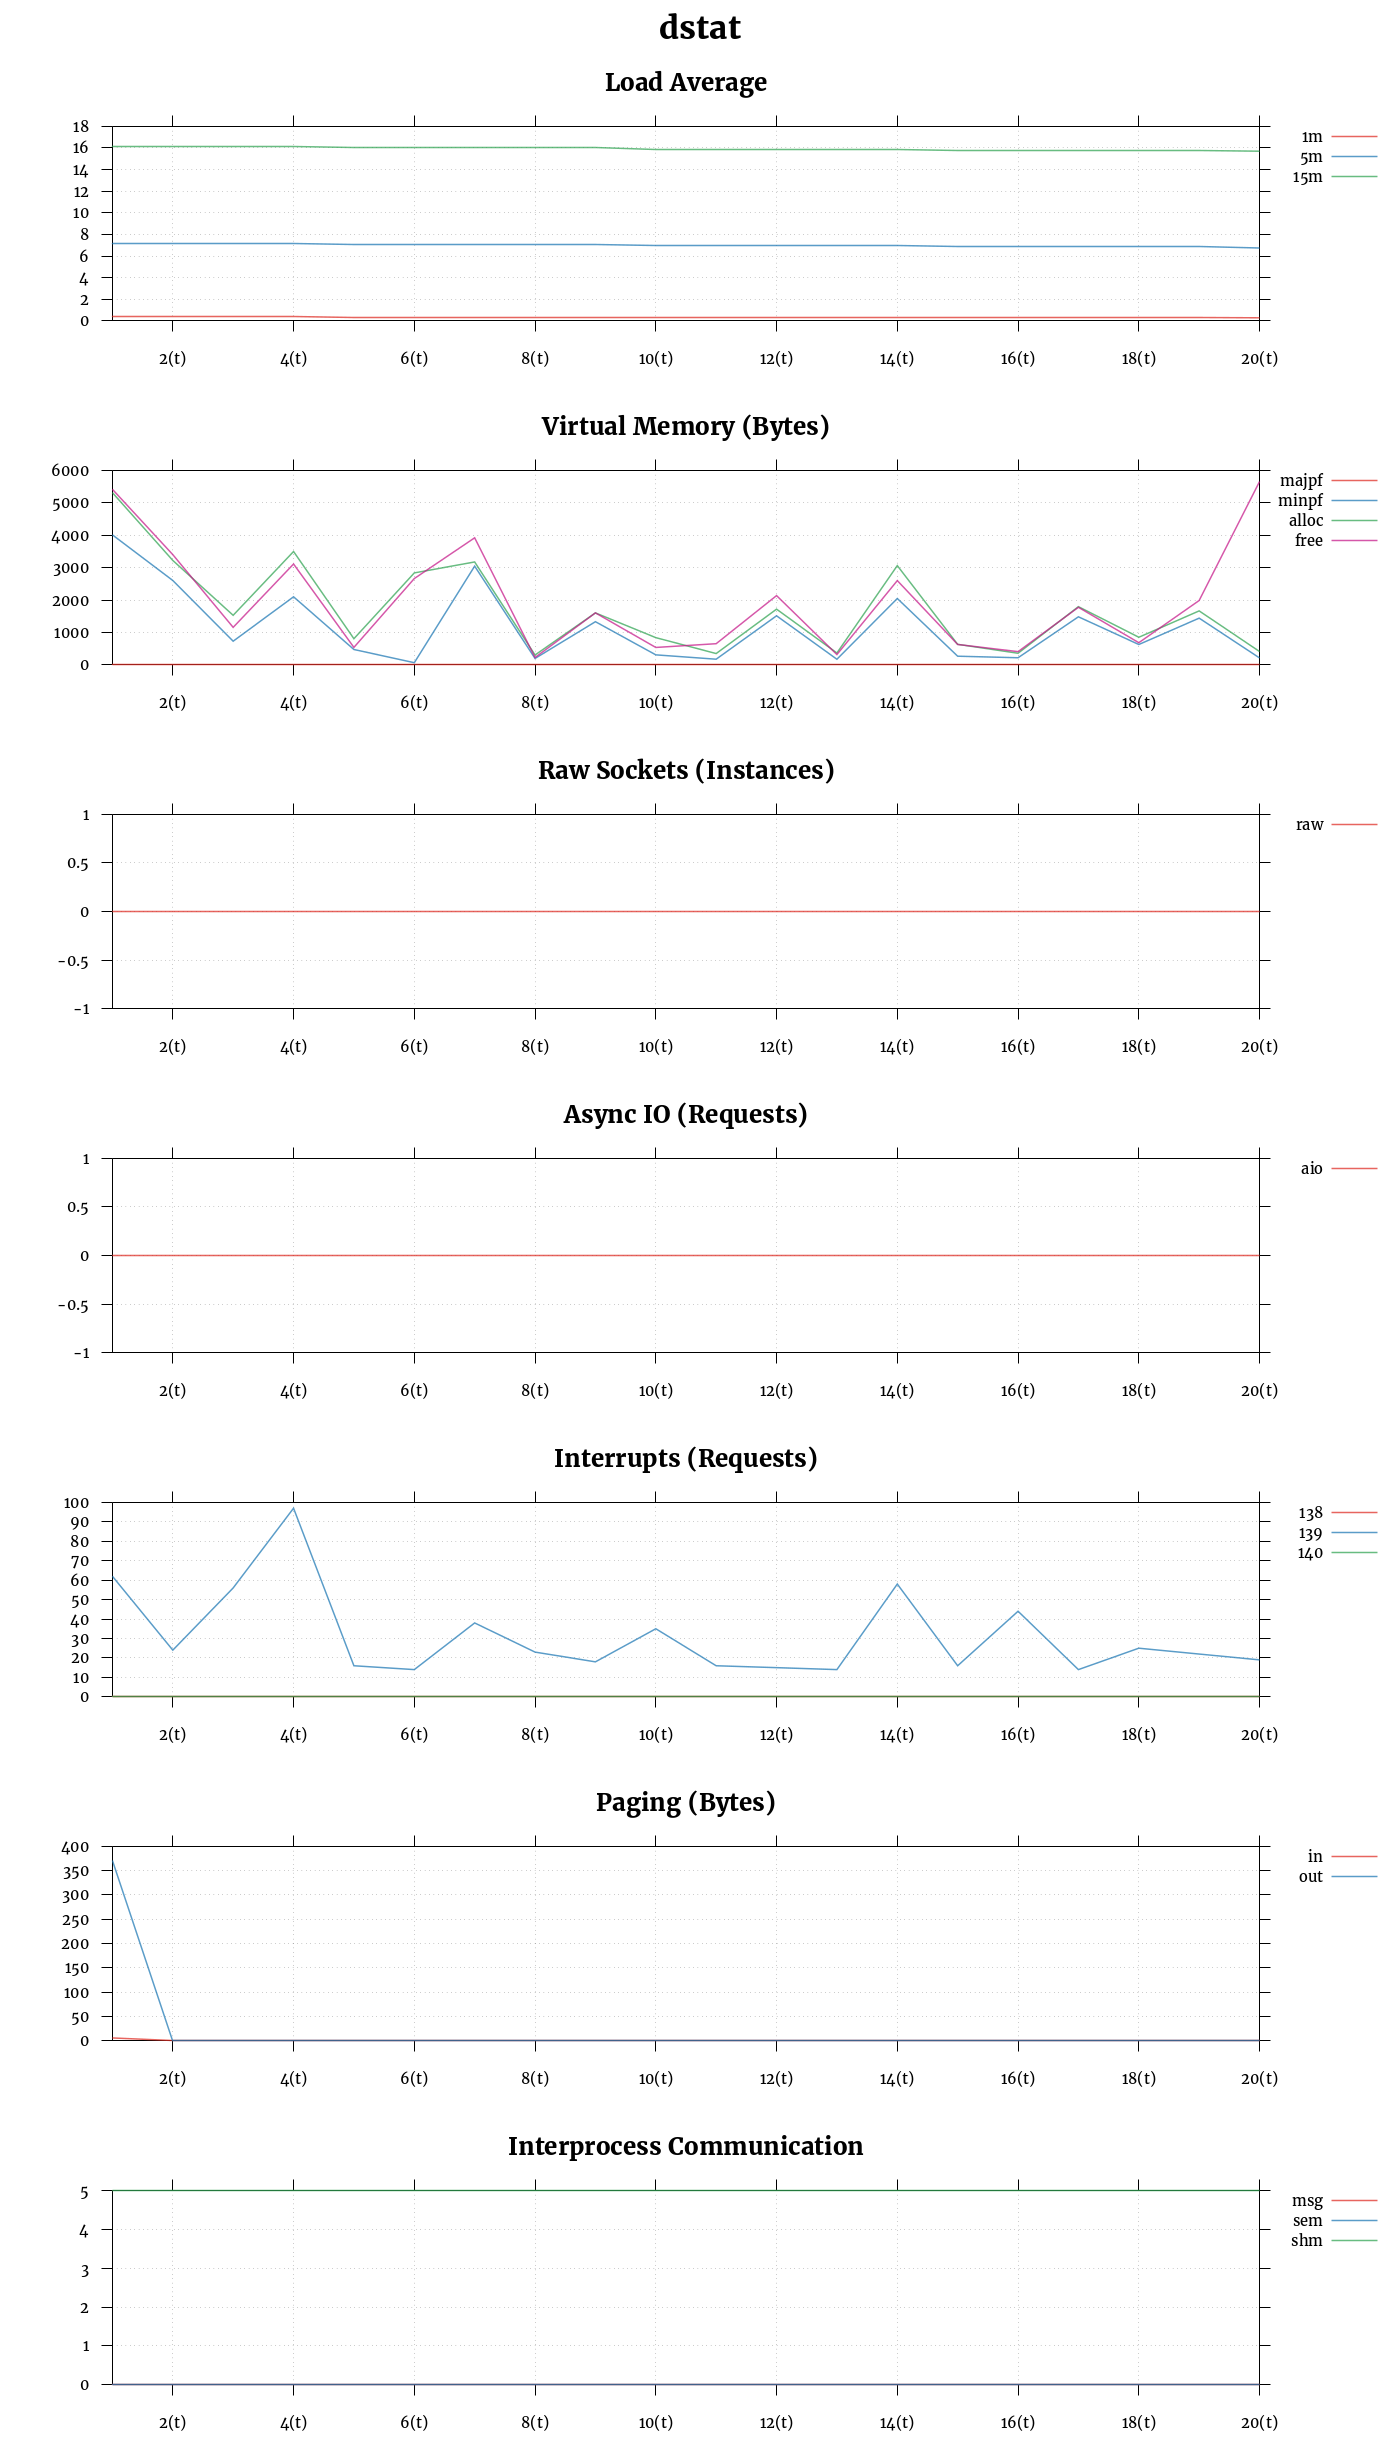 dstat
Load Average
18
16
14
12
10
8
6
4
2
0
2(t) 4(t) 6(t) 8(t) 10(t) 12(t) 14(t) 16(t) 18(t) 20(t)
1m
5m
15m
Virtual Memory (Bytes)
6000
5000
4000
3000
2000
1000
0
2(t) 4(t) 6(t) 8(t) 10(t) 12(t) 14(t) 16(t) 18(t) 20(t)
majpf
minpf
alloc
free
Raw Sockets (Instances)
1
0.5
0
-0.5
-1
2(t) 4(t) 6(t) 8(t) 10(t) 12(t) 14(t) 16(t) 18(t) 20(t)
raw
Async IO (Requests)
1
0.5
0
-0.5
-1
2(t) 4(t) 6(t) 8(t) 10(t) 12(t) 14(t) 16(t) 18(t) 20(t)
aio
Interrupts (Requests)
100
90
80
70
60
50
40
30
20
10
0
2(t) 4(t) 6(t) 8(t) 10(t) 12(t) 14(t) 16(t) 18(t) 20(t)
138
139
140
Paging (Bytes)
400
350
300
250
200
150
100
50
0
2(t) 4(t) 6(t) 8(t) 10(t) 12(t) 14(t) 16(t) 18(t) 20(t)
in
out
Interprocess Communication
5
4
3
2
1
0
2(t) 4(t) 6(t) 8(t) 10(t) 12(t) 14(t) 16(t) 18(t) 20(t)
msg
sem
shm